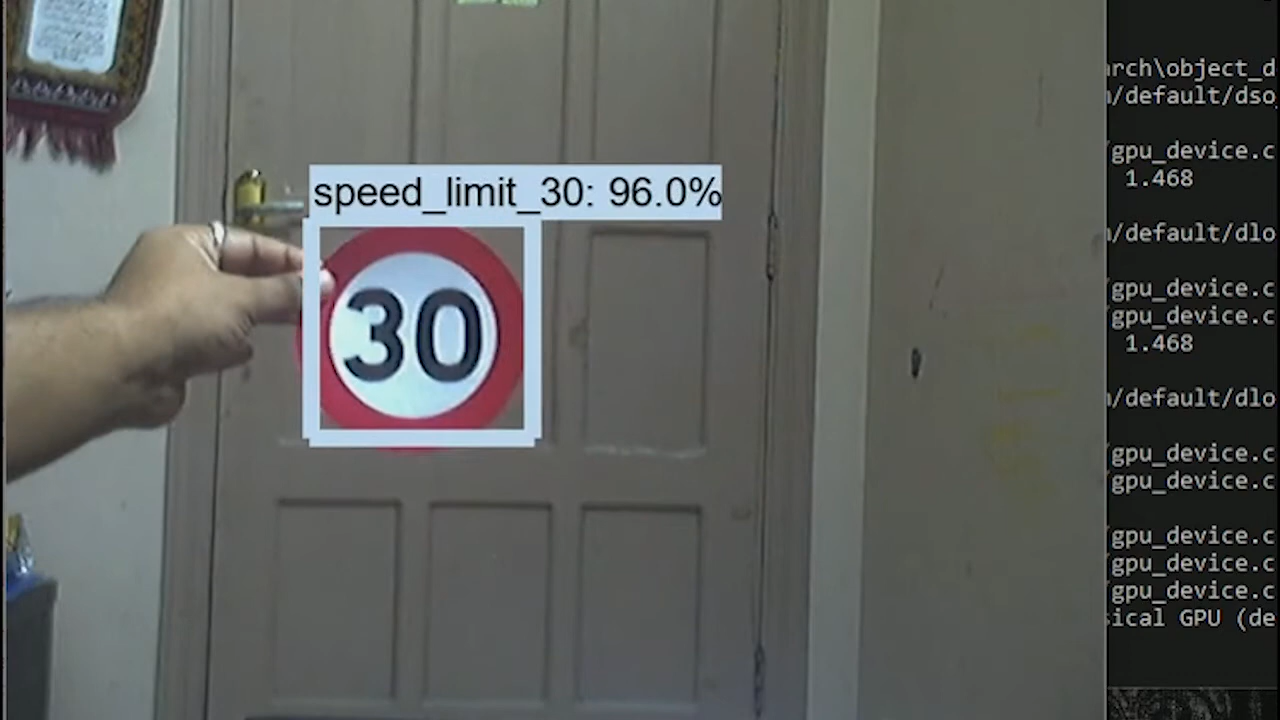 speed_limit_30: 96.0%
30
arch\object_d
/default/dso
gpu_device.c
1.468
/default/dlo
gpu_device.c
gpu_device.c
1.468
/default/dlo
gpu_device.c
gpu_device.c
gpu_device.c
gpu_device.c
gpu_device.c
sical GPU (de